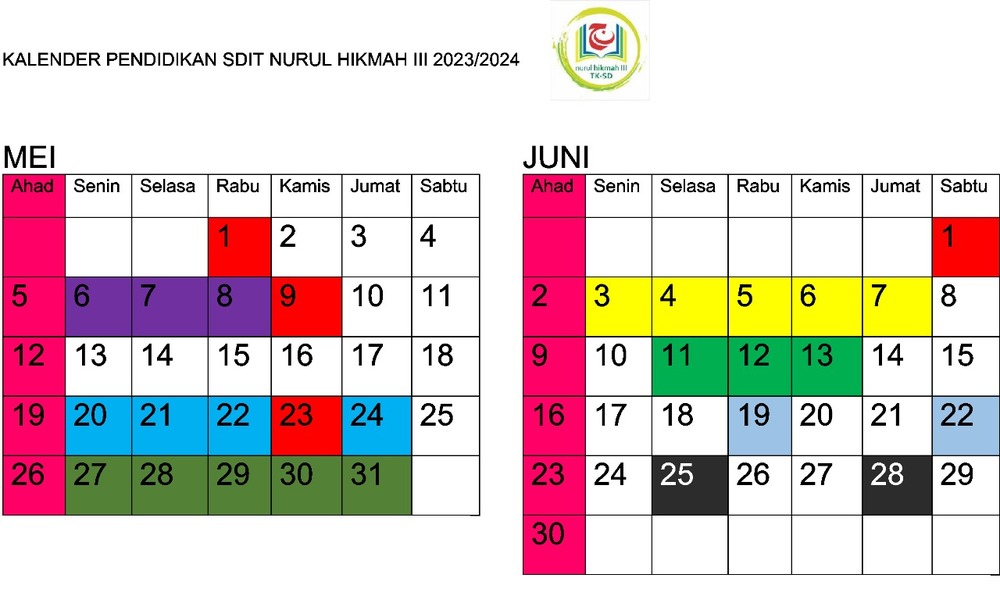 KALENDER PENDIDIKAN SDIT NURUL HIKMAH III 2023/2024
nurul hikmah III
TK-SD
MEI
Ahad Senin Selasa Rabu Kamis Jumat Sabtu
1 2 3 4
5 6 7 8 9 10 11
12 13 14 15 16 17 18
19 20 21 22 23 24 25
26 27 28 29 30 31
JUNI
Ahad Senin Selasa Rabu Kamis Jumat Sabtu
1
2 3 4 5 6 7 8
9 10 11 12 13 14 15
16 17 18 19 20 21 22
23 24 25 26 27 28 29
30